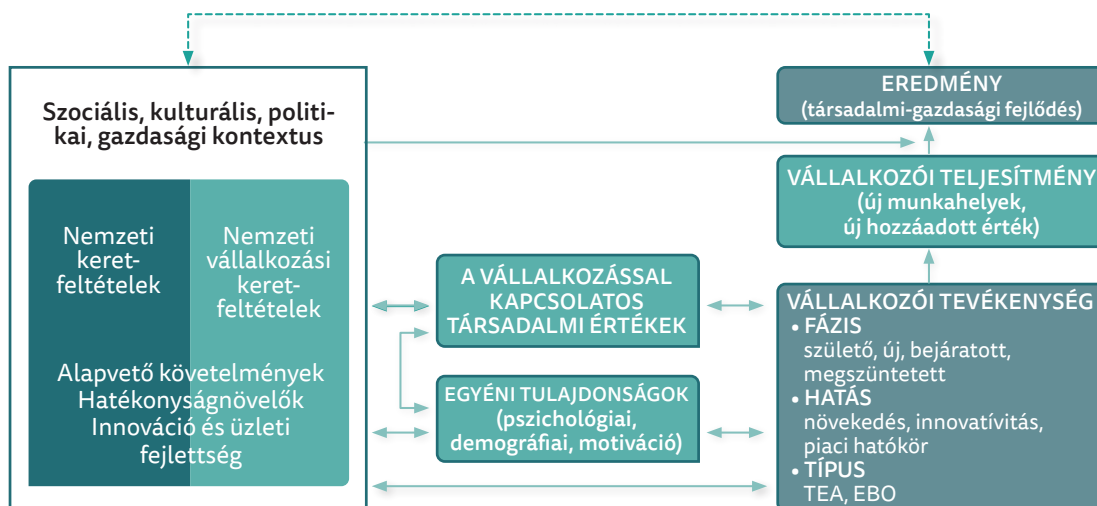 Szociális, kulturális, politi-
kai, gazdasági kontextus
Nemzeti
keret-
feltételek
Nemzeti
vállalkozási
keret-
feltételek
Alapvető követelmények
Hatékonyságnövelők
Innováció és üzleti
fejlettség
A VÁLLALKOZÁSSAL
KAPCSOLATOS
TÁRSADALMI ÉRTÉKEK
EGYÉNI TULAJDONSÁGOK
(pszichológiai,
demográfiai, motiváció)
EREDMÉNY
(társadalmi-gazdasági fejlődés)
VÁLLALKOZÓI TELJESÍTMÉNY
(új munkahelyek,
új hozzáadott érték)
VÁLLALKOZÓI TEVÉKENYSÉG
• FÁZIS
születő, új, bejáratott,
megszüntetett
• HATÁS
növekedés, innovatívitás,
piaci hatókör
• TÍPUS
TEA, EBO